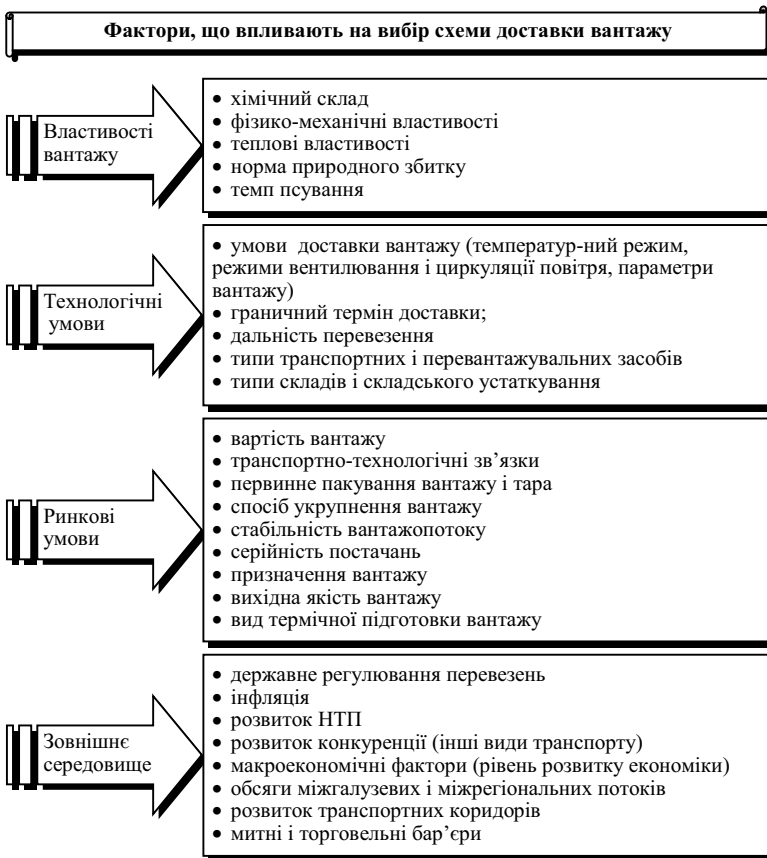 Фактори, що впливають на вибір схеми доставки вантажу
Властивості
вантажу
• хімічний склад
• фізико-механічні властивості
• теплові властивості
• норма природного збитку
• темп псування
Технологічні
умови
• умови доставки вантажу (температур-ний режим,
режими вентилювання і циркуляції повітря, параметри
вантажу)
• граничний термін доставки;
• дальність перевезення
• типи транспортних і перевантажувальних засобів
• типи складів і складського устаткування
Ринкові
умови
• вартість вантажу
• транспортно-технологічні зв’язки
• первинне пакування вантажу і тара
• спосіб укрупнення вантажу
• стабільність вантажопотоку
• серійність постачань
• призначення вантажу
• вихідна якість вантажу
• вид термічної підготовки вантажу
Зовнішнє
середовище
• державне регулювання перевезень
• інфляція
• розвиток НТП
• розвиток конкуренції (інші види транспорту)
• макроекономічні фактори (рівень розвитку економіки)
• обсяги міжгалузевих і міжрегіональних потоків
• розвиток транспортних коридорів
• митні і торговельні бар’єри